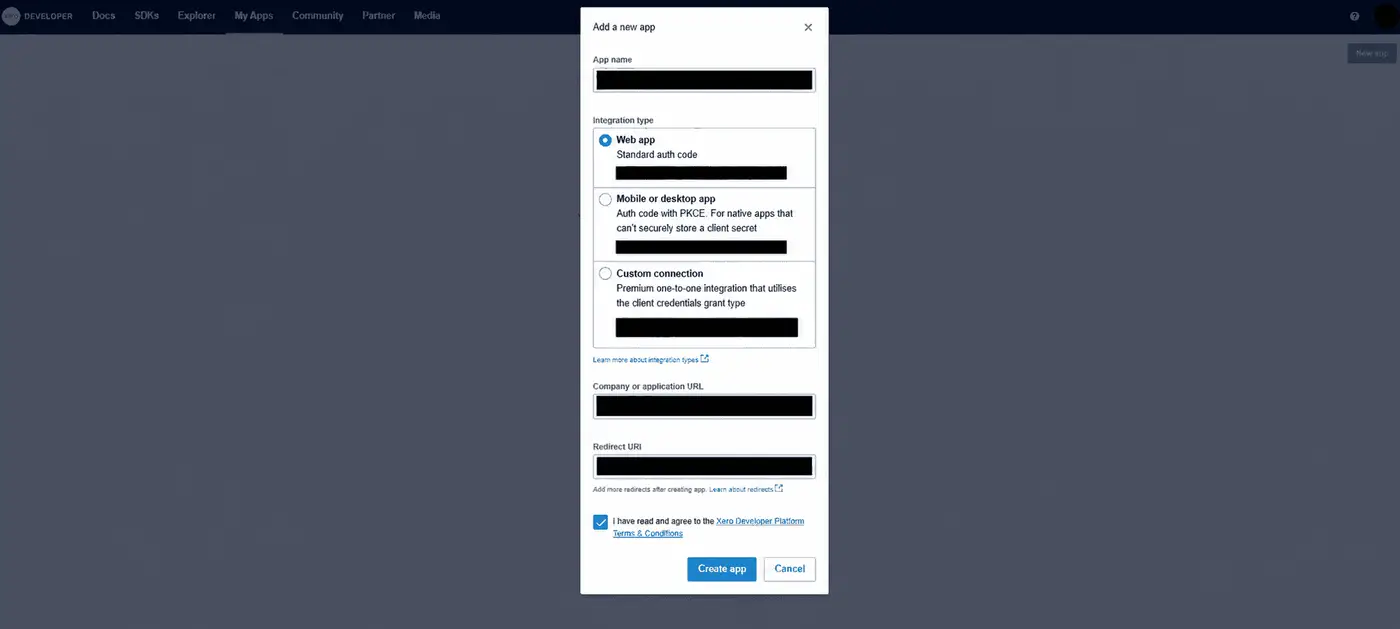 XERO DEVELOPER Docs SDKs Explorer My Apps Community Partner Media ?
New app
Add a new app
App name
Integration type
Web app
Standard auth code
Mobile or desktop app
Auth code with PKCE. For native apps that
can't securely store a client secret
Custom connection
Premium one-to-one integration that utilises
the client credentials grant type
Learn more about integration types
Company or application URL
Redirect URI
Add more redirects after creating app. Learn about redirects
I have read and agree to the Xero Developer Platform
Terms & Conditions
Create app Cancel